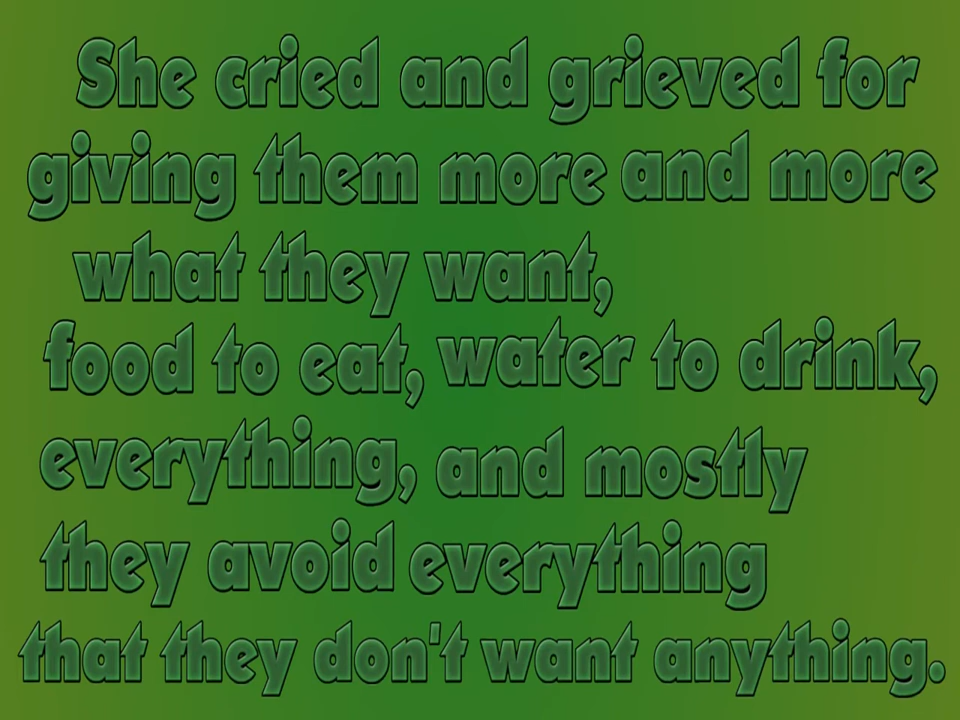 She cried and grieved for
giving them more and more
what they want,
food to eat, water to drink,
everything, and mostly
they avoid everything
that they don't want anything.